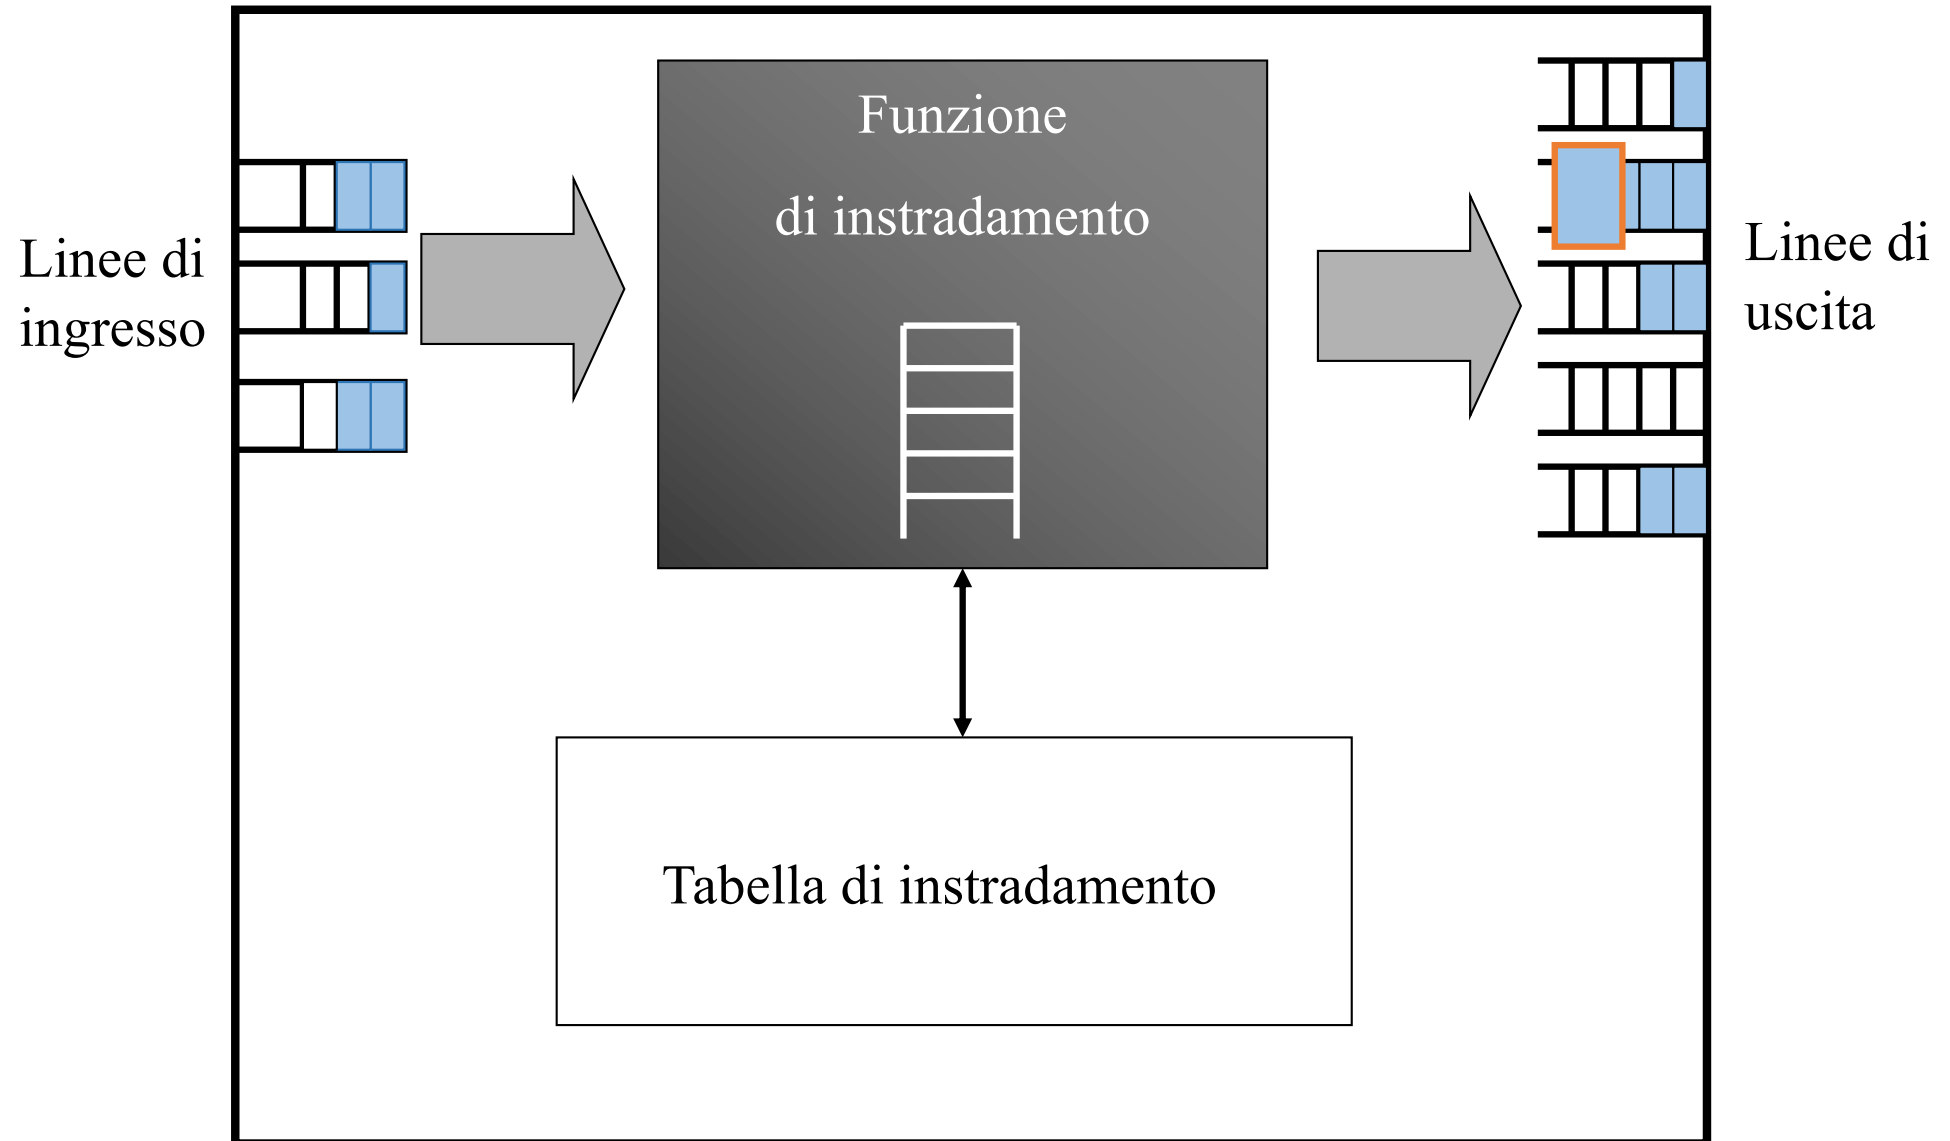 Funzione
di instradamento
Linee di
ingresso
Linee di
uscita
Tabella di instradamento